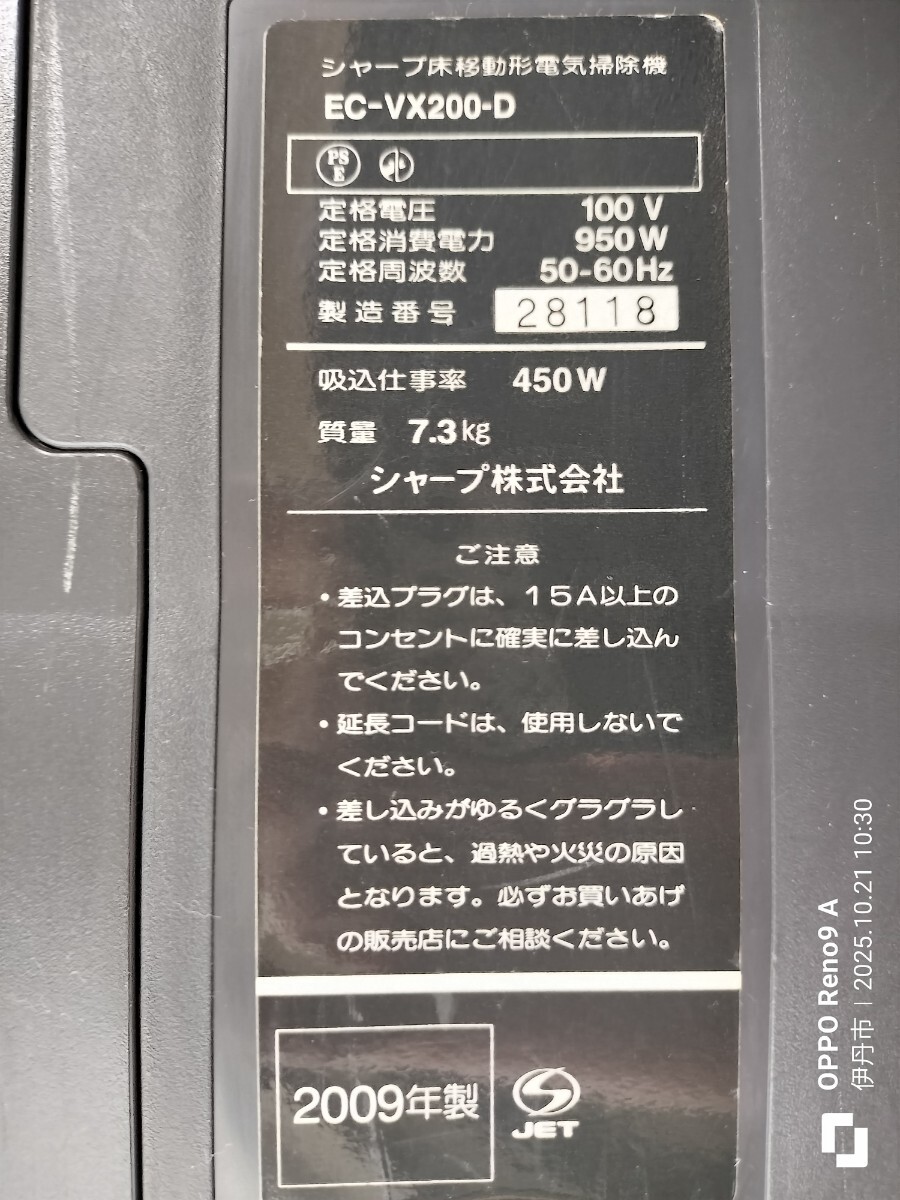 シャープ床移動形電気掃除機
EC-VX200-D
PS
E
定格電圧 100 V
定格消費電力 950W
定格周波数 50-60Hz
製造番号 28118
吸込仕事率 450W
質量 7.3kg
シャープ株式会社
ご注意
・差込プラグは、15A以上の
コンセントに確実に差し込ん
でください。
・延長コードは、使用しないで
ください。
・差し込みがゆるくグラグラし
ていると、過熱や火災の原因
となります。必ずお買いあげ
の販売店にご相談ください。
2009年製
JET
OPPO Reno9 A
伊丹市 | 2025.10.21 10:30